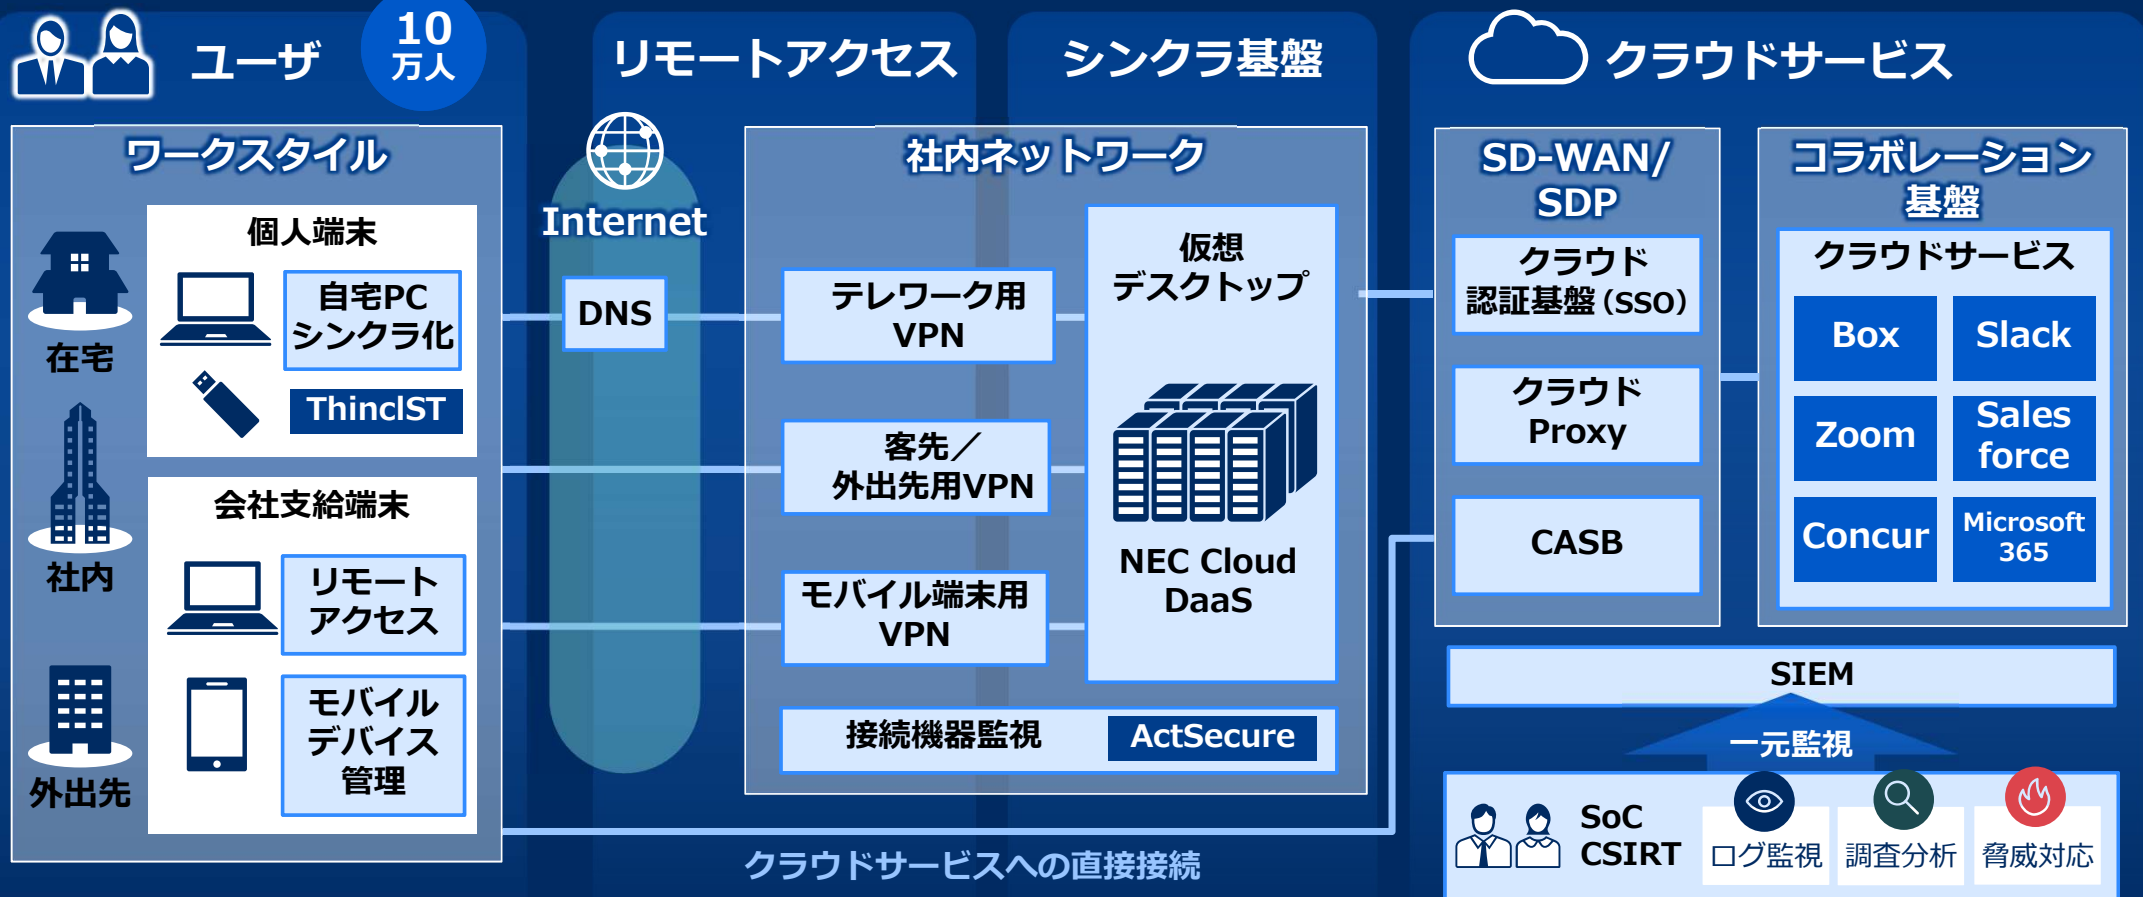 ユーザ
10
万人
リモートアクセス
シンクラ基盤
クラウドサービス
ワークスタイル
在宅
社内
外出先
個人端末
自宅PC
シンクラ化
ThinclST
会社支給端末
リモート
アクセス
モバイル
デバイス
管理
Internet
DNS
社内ネットワーク
テレワーク用
VPN
客先／
外出先用VPN
モバイル端末用
VPN
仮想
デスクトップ
NEC Cloud
DaaS
接続機器監視
ActSecure
クラウドサービスへの直接接続
SD-WAN/
SDP
クラウド
認証基盤（SSO）
クラウド
Proxy
CASB
コラボレーション
基盤
クラウドサービス
Box
Slack
Zoom
Sales
force
Concur
Microsoft
365
SIEM
一元監視
SoC
CSIRT
ログ監視
調査分析
脅威対応